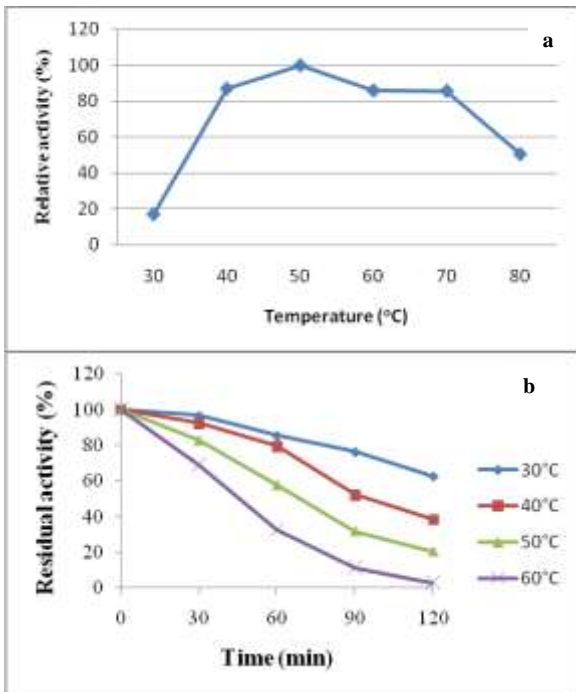 a
120
100
80
60
40
20
0
Relative activity (%)
30 40 50 60 70 80
Temperature (°C)
b
120
100
80
60
40
20
0
Residual activity (%)
0 30 60 90 120
Time (min)
30°C
40°C
50°C
60°C